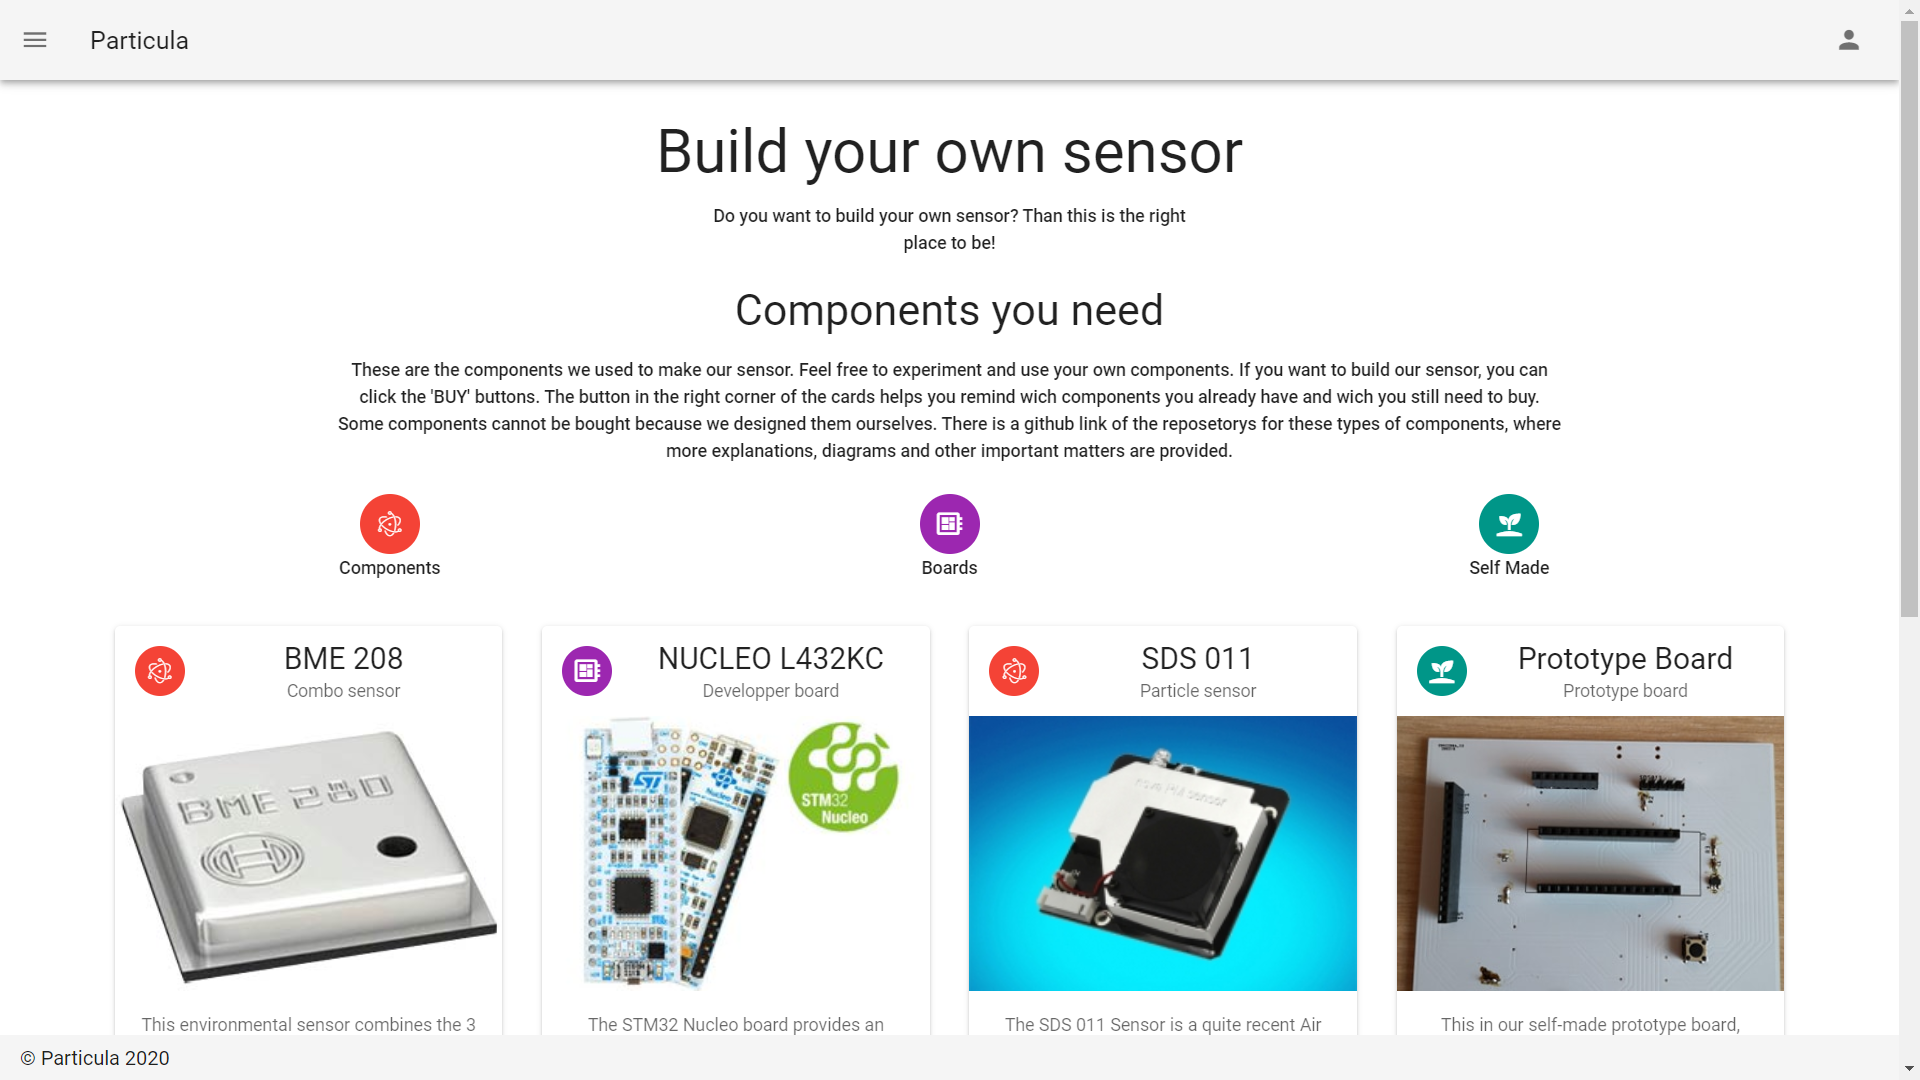 Particula
Build your own sensor
Do you want to build your own sensor? Than this is the right
place to be!
Components you need
These are the components we used to make our sensor. Feel free to experiment and use your own components. If you want to build our sensor, you can
click the 'BUY' buttons. The button in the right corner of the cards helps you remind wich components you already have and wich you still need to buy.
Some components cannot be bought because we designed them ourselves. There is a github link of the reposetorys for these types of components, where
more explanations, diagrams and other important matters are provided.
Components
Boards
Self Made
BME 208
Combo sensor
BME 280
This environmental sensor combines the 3
NUCLEO L432KC
Developper board
ST
Nucleo
STM32
Nucleo
The STM32 Nucleo board provides an
SDS 011
Particle sensor
The SDS 011 Sensor is a quite recent Air
Prototype Board
Prototype board
This in our self-made prototype board,
© Particula 2020